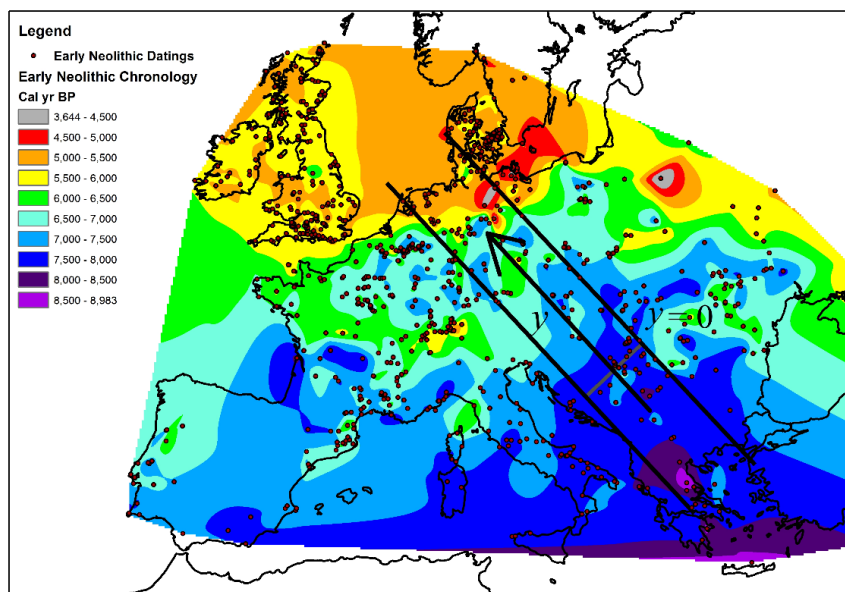 Legend
Early Neolithic Datings
Early Neolithic Chronology
Cal yr BP
3,644 - 4,500
4,500 - 5,000
5,000 - 5,500
5,500 - 6,000
6,000 - 6,500
6,500 - 7,000
7,000 - 7,500
7,500 - 8,000
8,000 - 8,500
8,500 - 8,983
y
y = 0